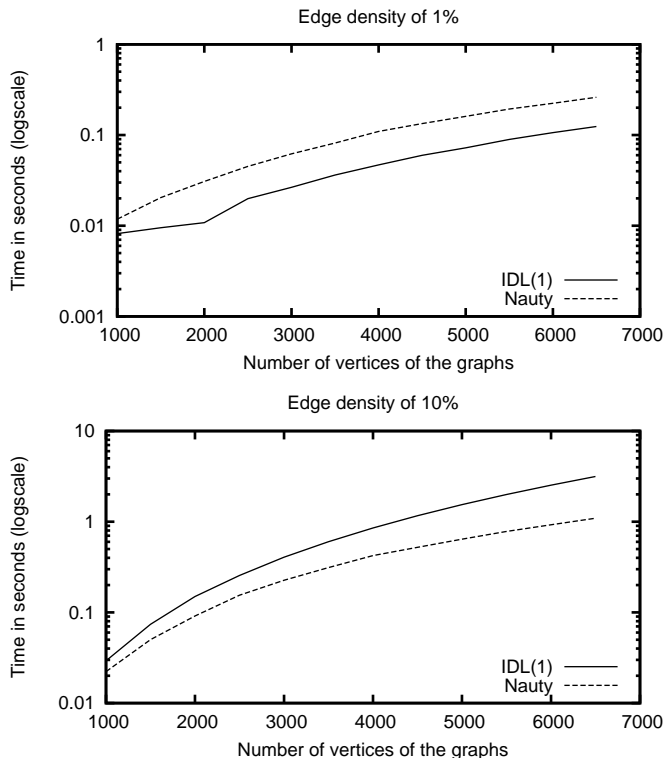 Edge density of 1%
Time in seconds (logscale)
1
0.1
0.01
0.001
IDL(1)
Nauty
1000 2000 3000 4000 5000 6000 7000
Number of vertices of the graphs
Edge density of 10%
Time in seconds (logscale)
10
1
0.1
0.01
IDL(1)
Nauty
1000 2000 3000 4000 5000 6000 7000
Number of vertices of the graphs